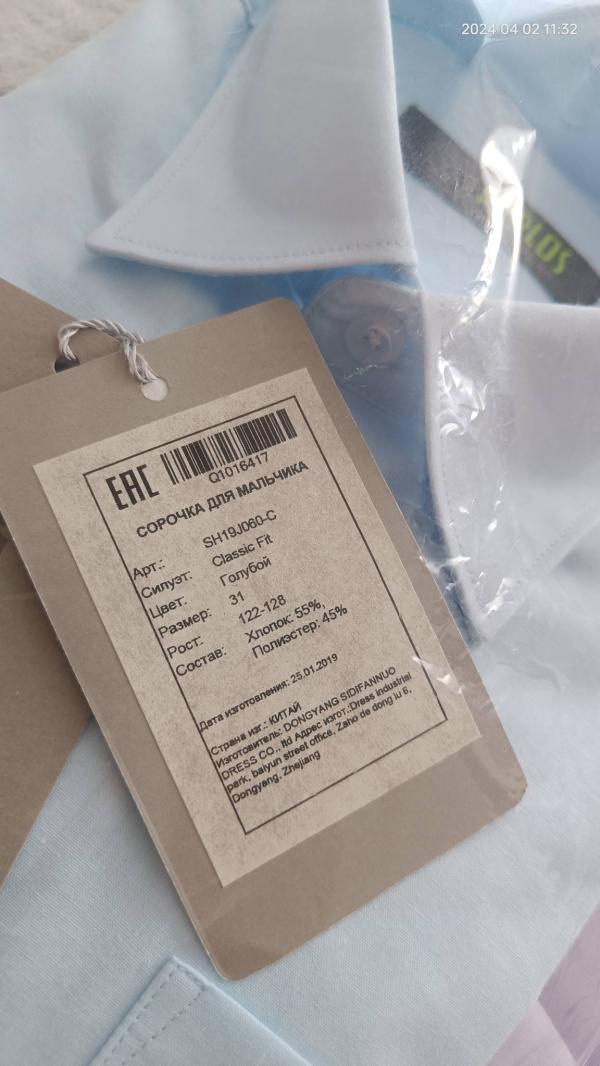 2024 04 02 11:32
EAC
Q1016417
СОРОЧКА ДЛЯ МАЛЬЧИКА
Арт.: SH19J060-C
Силуэт: Classic Fit
Цвет: Голубой
Размер: 31
Рост: 122-128
Состав: Хлопок: 55%,
Полиэстер: 45%
Дата изготовления: 25.01.2019
Страна изг.: КИТАЙ
Изготовитель: DONGYANG SIDIFANNUO
DRESS CO., ltd Адрес изгот.:Dress industrial
park, baiyun street office, Zaho de dong lu 6,
Dongyang, Zhejiang